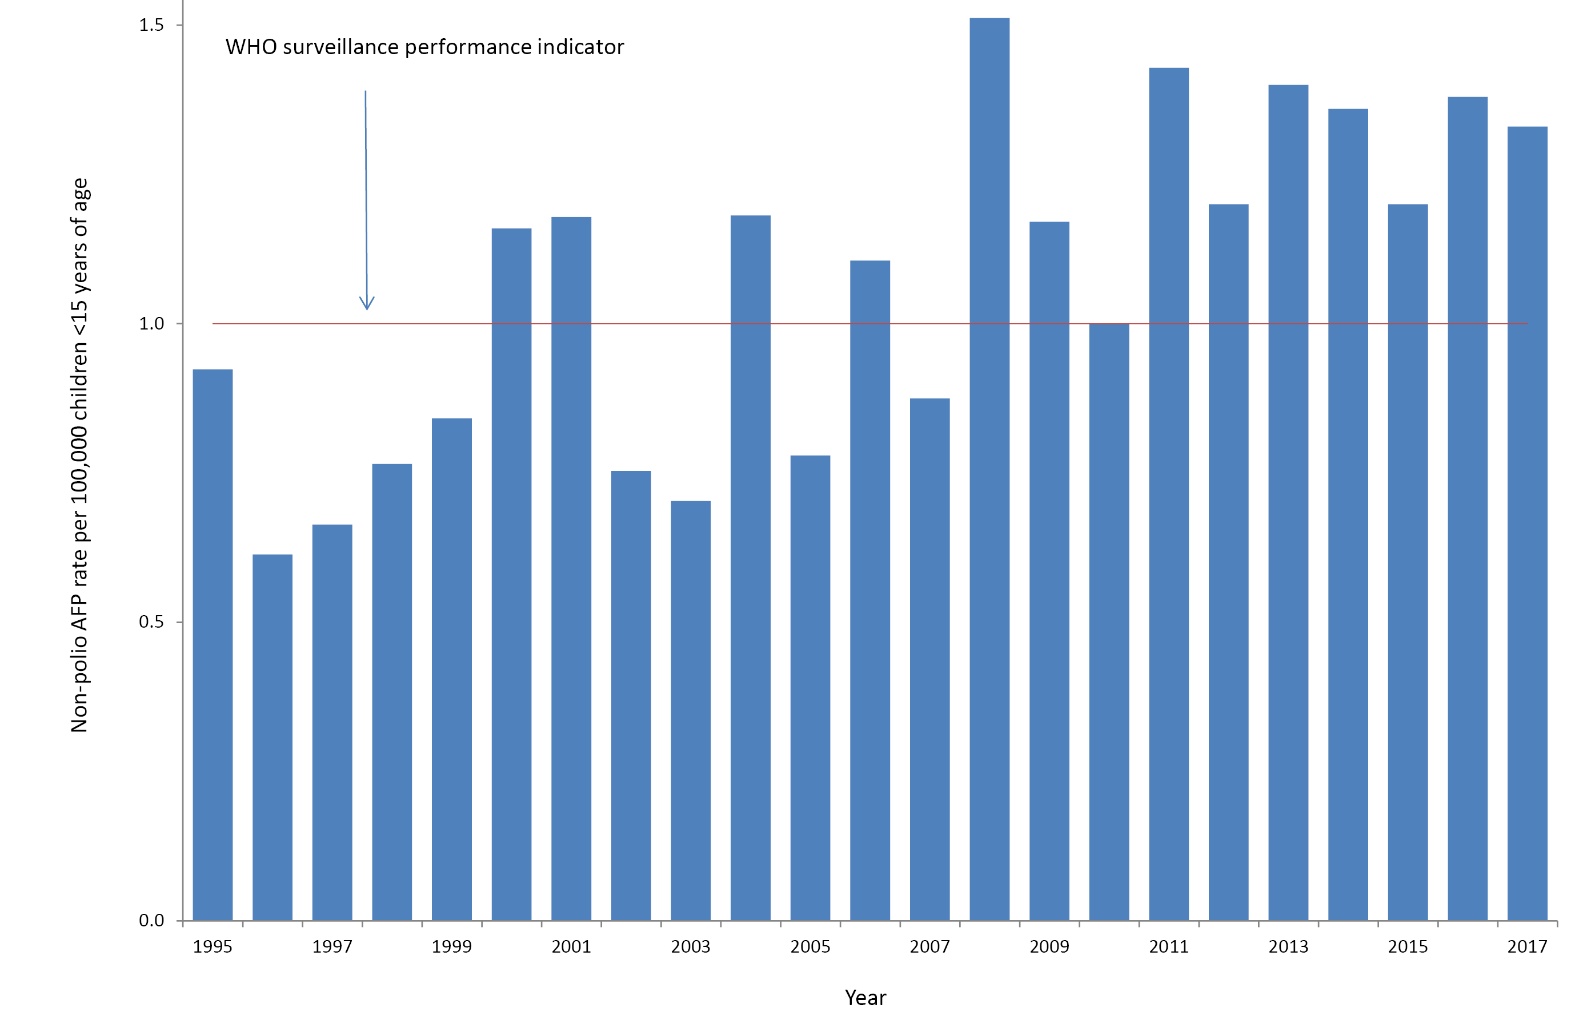 1.5
WHO surveillance performance indicator
Non-polio AFP rate per 100,000 children <15 years of age
1.0
0.5
0.0
1995 1997 1999 2001 2003 2005 2007 2009 2011 2013 2015 2017
Year